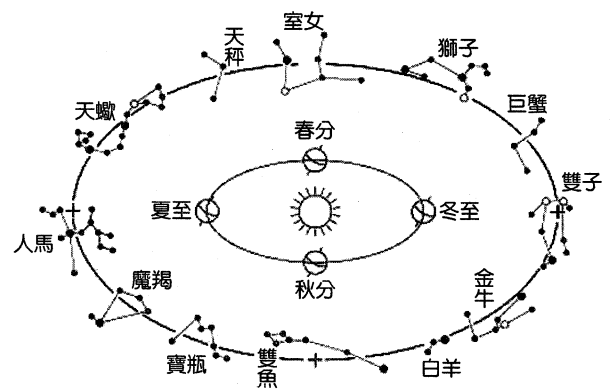 室女
天秤
獅子
天蠍
巨蟹
春分
雙子
夏至
冬至
人馬
魔羯
秋分
金牛
寶瓶
雙魚
白羊